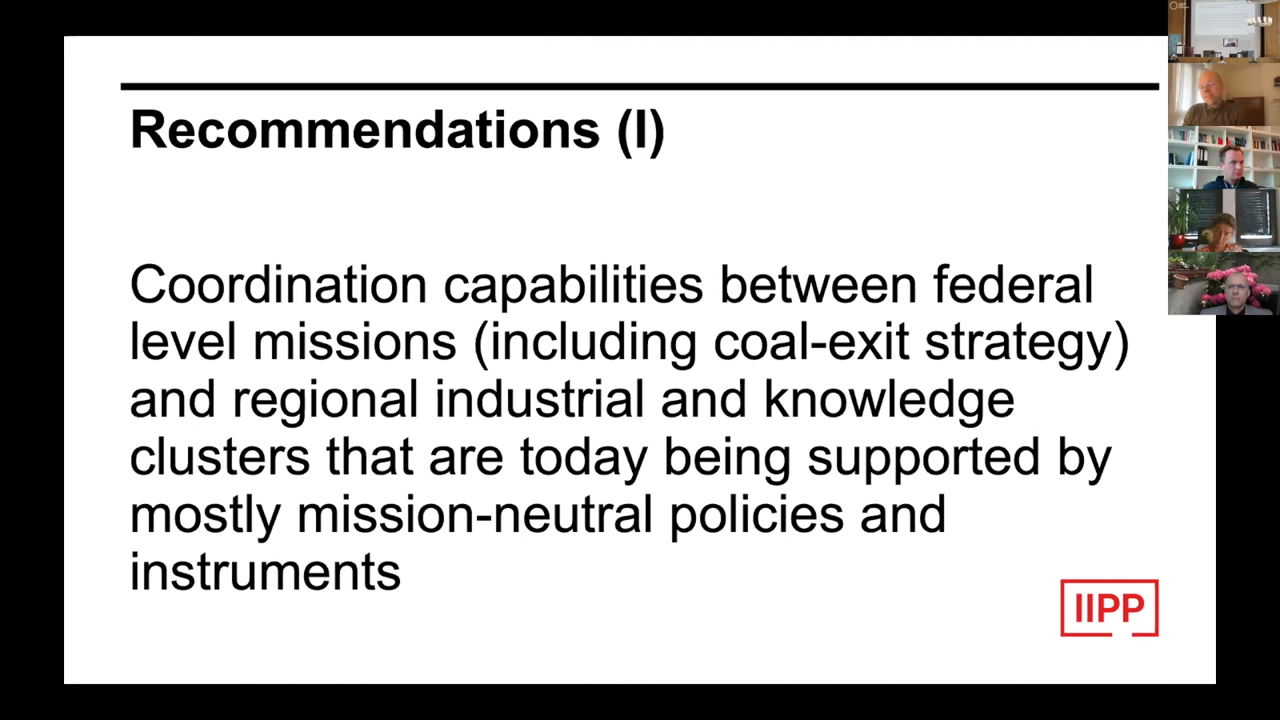 Recommendations (I)
Coordination capabilities between federal
level missions (including coal-exit strategy)
and regional industrial and knowledge
clusters that are today being supported by
mostly mission-neutral policies and
instruments
IIPP